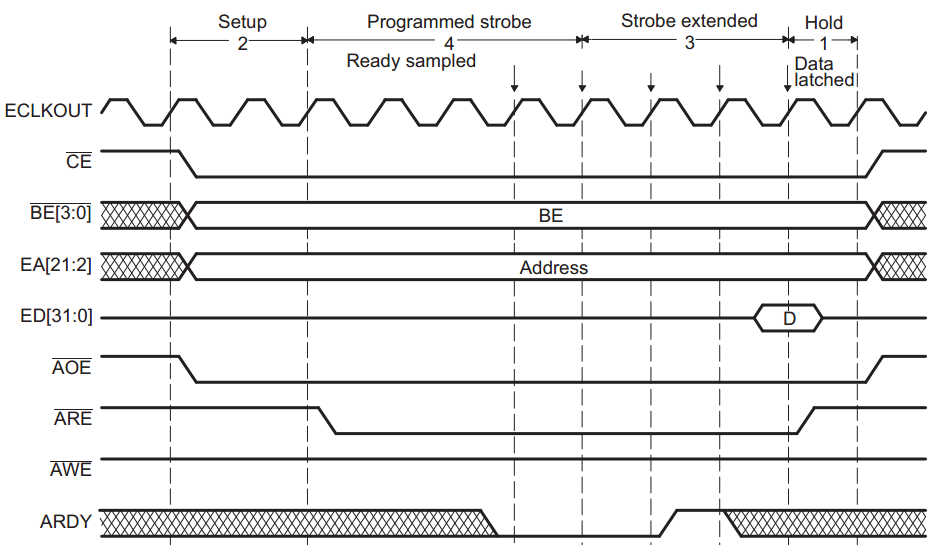 Setup
2
Programmed strobe
4
Strobe extended
3
Hold
1
Ready sampled
Data
latched
ECLKOUT
CE
BE[3:0]
BE
EA[21:2]
Address
ED[31:0]
D
AOE
ARE
AWE
ARDY